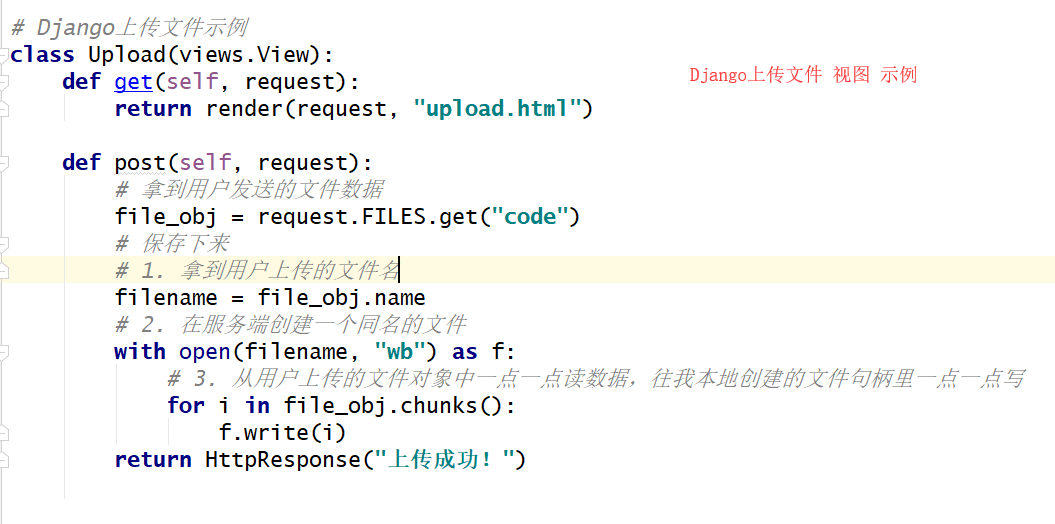 # Django上传文件示例
class Upload(views.View):
    def get(self, request):
Django上传文件 视图 示例
        return render(request, "upload.html")
    def post(self, request):
        # 拿到用户发送的文件数据
        file_obj = request.FILES.get("code")
        # 保存下来
        # 1. 拿到用户上传的文件名
        filename = file_obj.name
        # 2. 在服务端创建一个同名的文件
        with open(filename, "wb") as f:
            # 3. 从用户上传的文件对象中一点一点读数据，往我本地创建的文件句柄里一点一点写
            for i in file_obj.chunks():
                f.write(i)
        return HttpResponse("上传成功！")